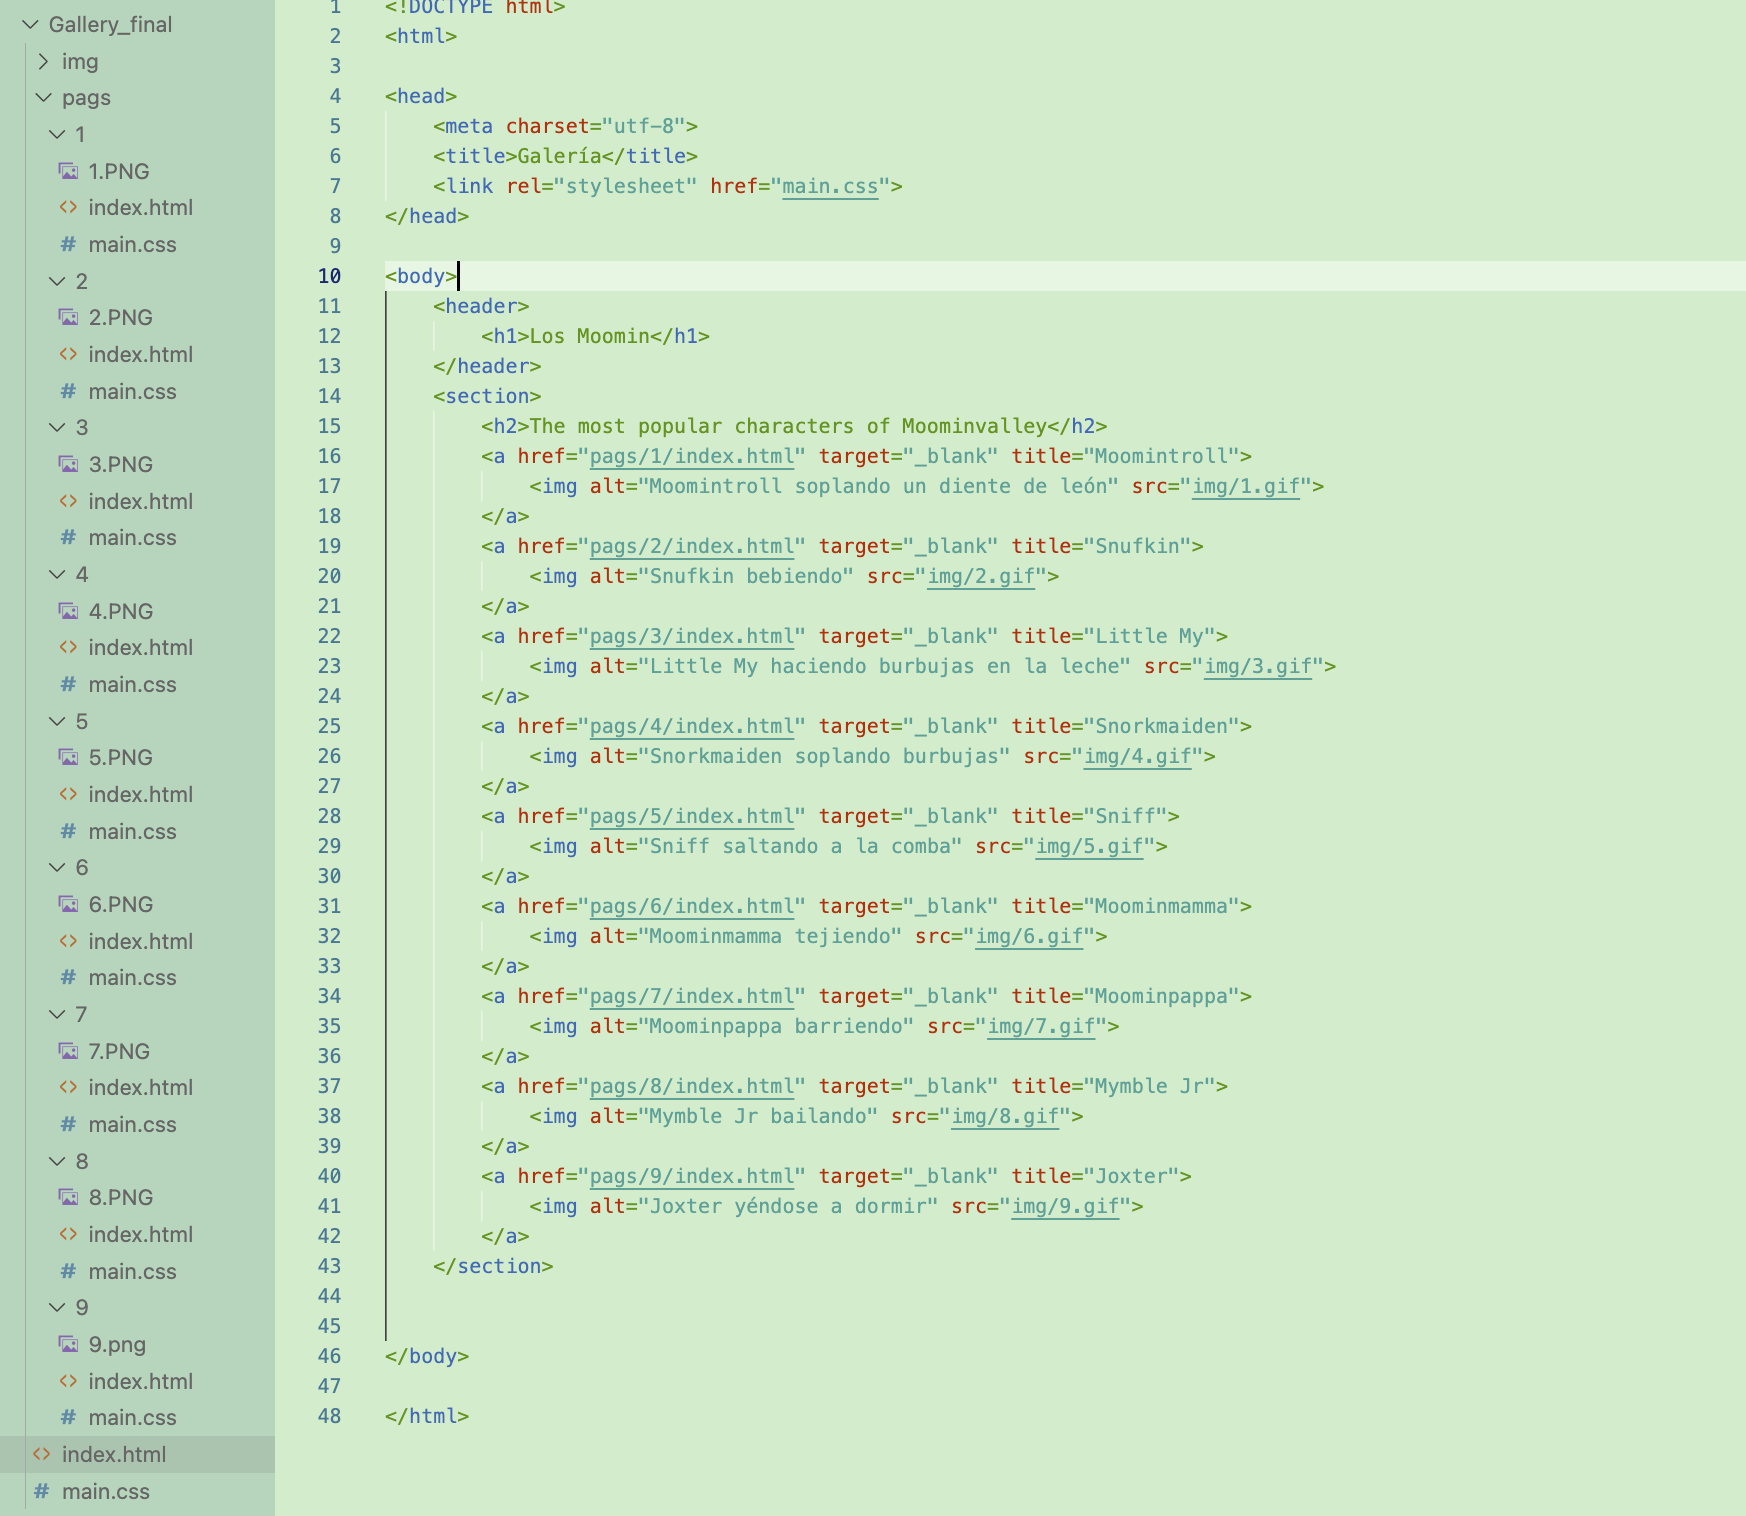 Gallery_final
img
pags
1
1.PNG
index.html
main.css
2
2.PNG
index.html
main.css
3
3.PNG
index.html
main.css
4
4.PNG
index.html
main.css
5
5.PNG
index.html
main.css
6
6.PNG
index.html
main.css
7
7.PNG
index.html
main.css
8
8.PNG
index.html
main.css
9
9.png
index.html
main.css
index.html
main.css
1 <!DOCTYPE html>
2 <html>
3
4 <head>
5 <meta charset="utf-8">
6 <title>Galería</title>
7 <link rel="stylesheet" href="main.css">
8 </head>
9
10 <body>
11 <header>
12 <h1>Los Moomin</h1>
13 </header>
14 <section>
15 <h2>The most popular characters of Moominvalley</h2>
16 <a href="pags/1/index.html" target="_blank" title="Moomintroll">
17 <img alt="Moomintroll soplando un diente de león" src="img/1.gif">
18 </a>
19 <a href="pags/2/index.html" target="_blank" title="Snufkin">
20 <img alt="Snufkin bebiendo" src="img/2.gif">
21 </a>
22 <a href="pags/3/index.html" target="_blank" title="Little My">
23 <img alt="Little My haciendo burbujas en la leche" src="img/3.gif">
24 </a>
25 <a href="pags/4/index.html" target="_blank" title="Snorkmaiden">
26 <img alt="Snorkmaiden soplando burbujas" src="img/4.gif">
27 </a>
28 <a href="pags/5/index.html" target="_blank" title="Sniff">
29 <img alt="Sniff saltando a la comba" src="img/5.gif">
30 </a>
31 <a href="pags/6/index.html" target="_blank" title="Moominmamma">
32 <img alt="Moominmamma tejiendo" src="img/6.gif">
33 </a>
34 <a href="pags/7/index.html" target="_blank" title="Moominpappa">
35 <img alt="Moominpappa barriendo" src="img/7.gif">
36 </a>
37 <a href="pags/8/index.html" target="_blank" title="Mymble Jr">
38 <img alt="Mymble Jr bailando" src="img/8.gif">
39 </a>
40 <a href="pags/9/index.html" target="_blank" title="Joxter">
41 <img alt="Joxter yéndose a dormir" src="img/9.gif">
42 </a>
43 </section>
44
45
46 </body>
47
48 </html>